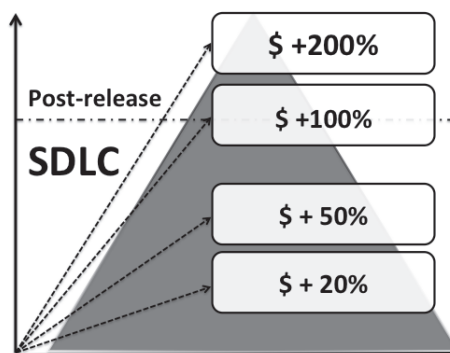 $ +200%
Post-release
$ +100%
SDLC
$ + 50%
$ + 20%